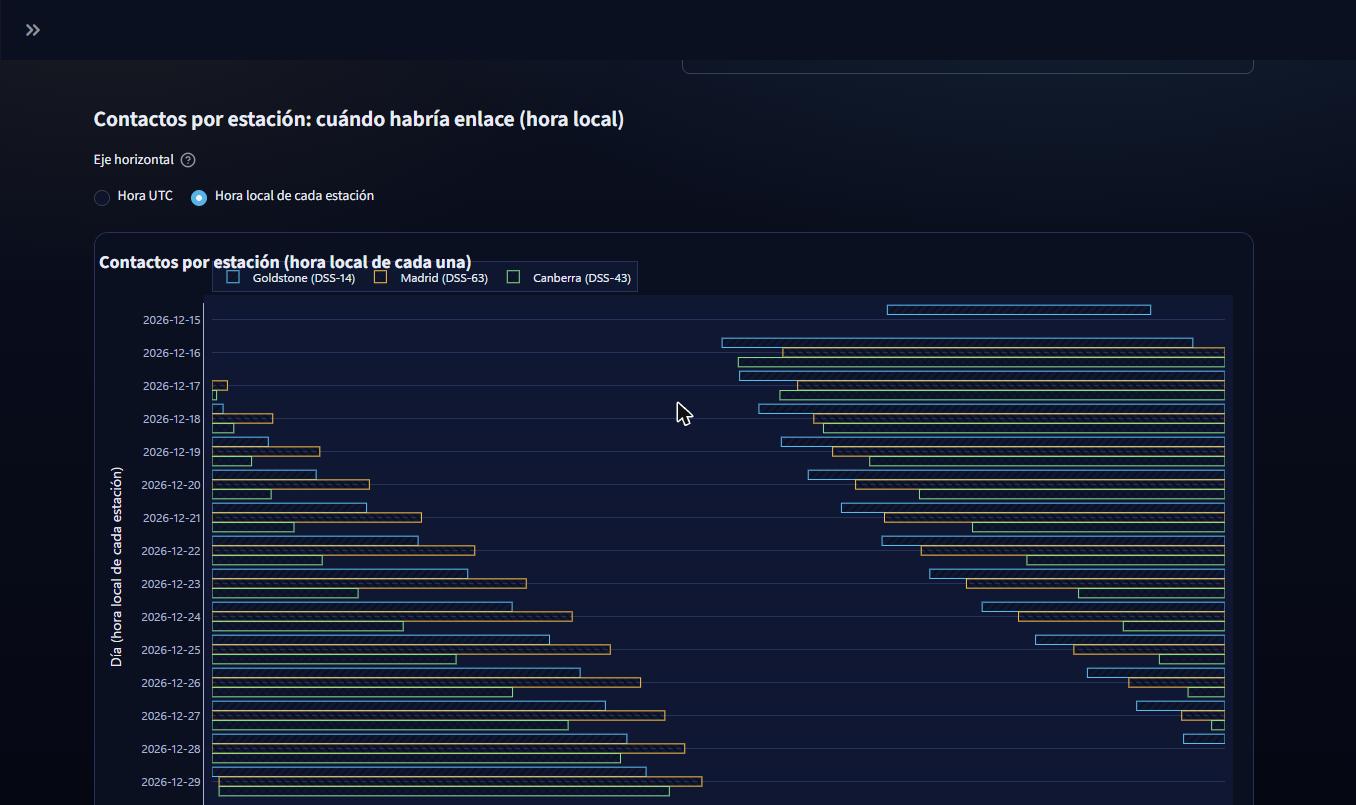 Contactos por estación: cuándo habría enlace (hora local)
Eje horizontal ?
Hora UTC Hora local de cada estación
Contactos por estación (hora local de cada una)
Goldstone (DSS-14) Madrid (DSS-63) Canberra (DSS-43)
Día (hora local de cada estación)
2026-12-15
2026-12-16
2026-12-17
2026-12-18
2026-12-19
2026-12-20
2026-12-21
2026-12-22
2026-12-23
2026-12-24
2026-12-25
2026-12-26
2026-12-27
2026-12-28
2026-12-29